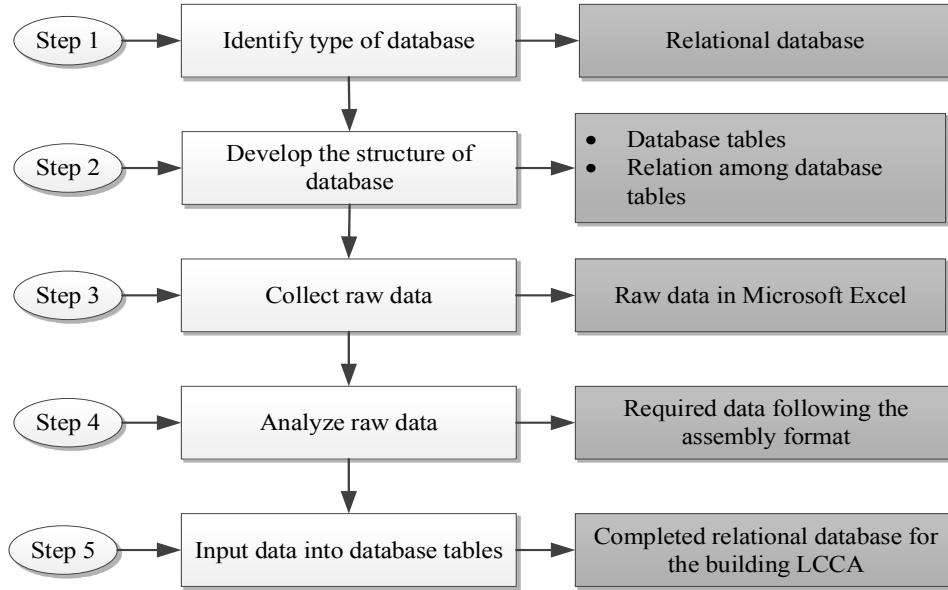 Step 1
Identify type of database
Relational database
Step 2
Develop the structure of
database
• Database tables
• Relation among database
tables
Step 3
Collect raw data
Raw data in Microsoft Excel
Step 4
Analyze raw data
Required data following the
assembly format
Step 5
Input data into database tables
Completed relational database for
the building LCCA